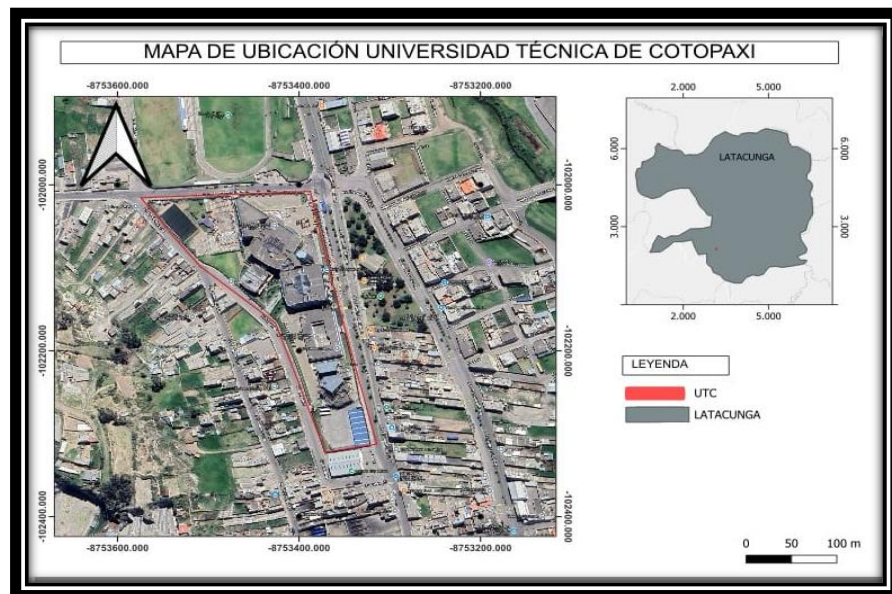 MAPA DE UBICACIÓN UNIVERSIDAD TÉCNICA DE COTOPAXI
-8753600.000 -8753400.000 -8753200.000
-102000.000 -102000.000
-102200.000 -102200.000
-102400.000 -102400.000
-8753600.000 -8753400.000 -8753200.000
2.000 5.000
6.000 6.000
LATACUNGA
3.000 3.000
2.000 5.000
LEYENDA
UTC
LATACUNGA
0 50 100 m